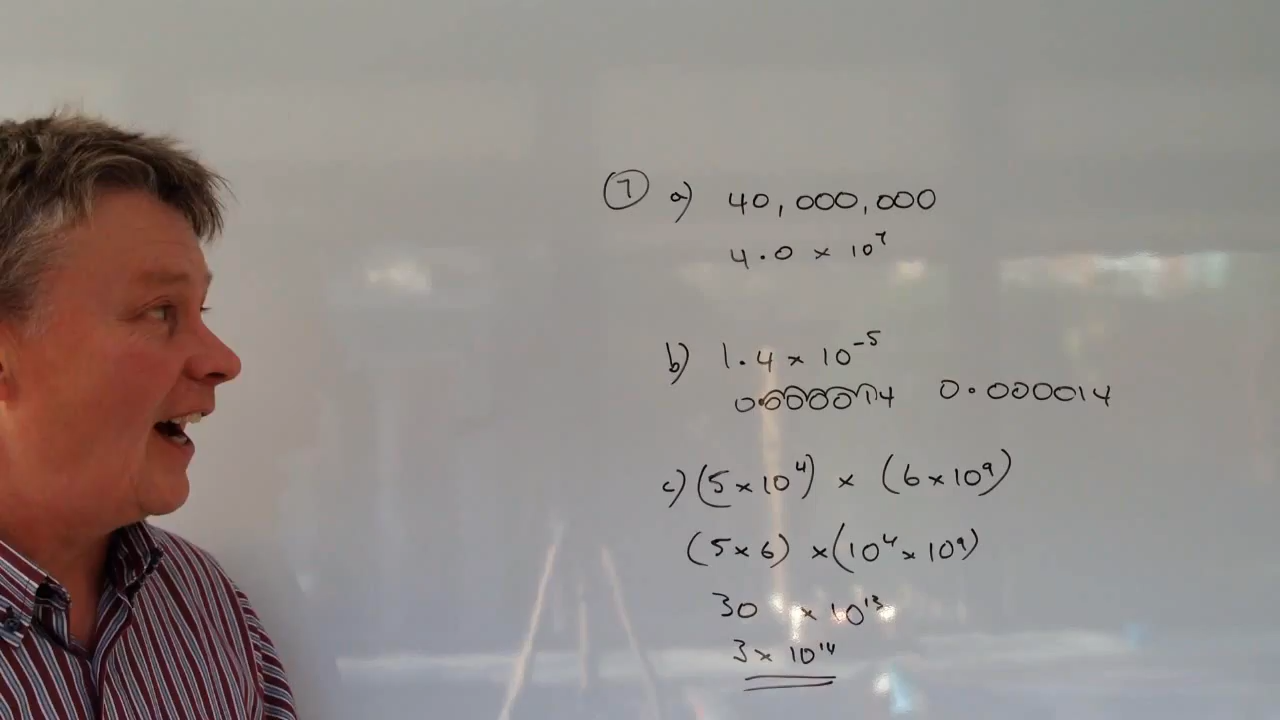 ⑦ a) 40,000,000
4.0 × 10⁷
b) 1.4 × 10⁻⁵
0.000014 0.000014
c) (5×10⁴) × (6×10⁹)
(5×6) ×(10⁴×10⁹)
30 × 10¹³
3 × 10¹⁴